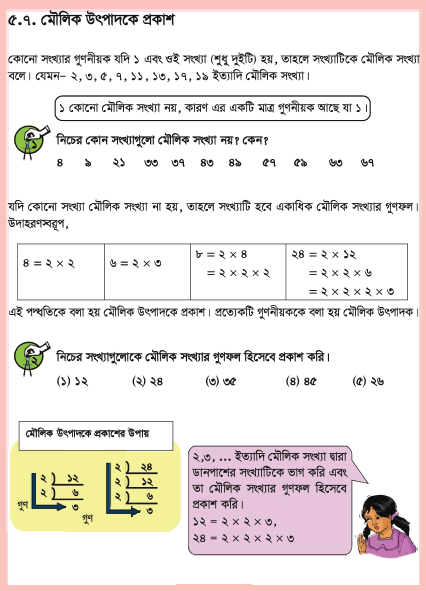 ৫.৭. মৌলিক উৎপাদকে প্রকাশ
কোনো সংখ্যার গুণনীয়ক যদি ১ এবং ওই সংখ্যা (শুধু দুইটি) হয়, তাহলে সংখ্যাটিকে মৌলিক সংখ্যা
বলে। যেমন– ২, ৩, ৫, ৭, ১১, ১৩, ১৭, ১৯ ইত্যাদি মৌলিক সংখ্যা।
১ কোনো মৌলিক সংখ্যা নয়, কারণ এর একটি মাত্র গুণনীয়ক আছে যা ১।
১ নিচের কোন সংখ্যাগুলো মৌলিক সংখ্যা নয়? কেন?
৪ ৯ ২১ ৩৩ ৩৭ ৪৩ ৪৯ ৫৭ ৫৯ ৬৩ ৬৭
যদি কোনো সংখ্যা মৌলিক সংখ্যা না হয়, তাহলে সংখ্যাটি হবে একাধিক মৌলিক সংখ্যার গুণফল।
উদাহরণস্বরূপ,
৪ = ২ × ২
৬ = ২ × ৩
৮ = ২ × ৪
= ২ × ২ × ২
২৪ = ২ × ১২
= ২ × ২ × ৬
= ২ × ২ × ২ × ৩
এই পদ্ধতিকে বলা হয় মৌলিক উৎপাদকে প্রকাশ। প্রত্যেকটি গুণনীয়ককে বলা হয় মৌলিক উৎপাদক।
২ নিচের সংখ্যাগুলোকে মৌলিক সংখ্যার গুণফল হিসেবে প্রকাশ করি।
(১) ১২ (২) ২৪ (৩) ৩৫ (৪) ৪৫ (৫) ২৬
মৌলিক উৎপাদকে প্রকাশের উপায়
২ ) ১২
২ ) ৬
৩
গুণ
২ ) ২৪
২ ) ১২
২ ) ৬
৩
গুণ
২,৩, ... ইত্যাদি মৌলিক সংখ্যা দ্বারা
ডানপাশের সংখ্যাটিকে ভাগ করি এবং
তা মৌলিক সংখ্যার গুণফল হিসেবে
প্রকাশ করি।
১২ = ২ × ২ × ৩,
২৪ = ২ × ২ × ২ × ৩